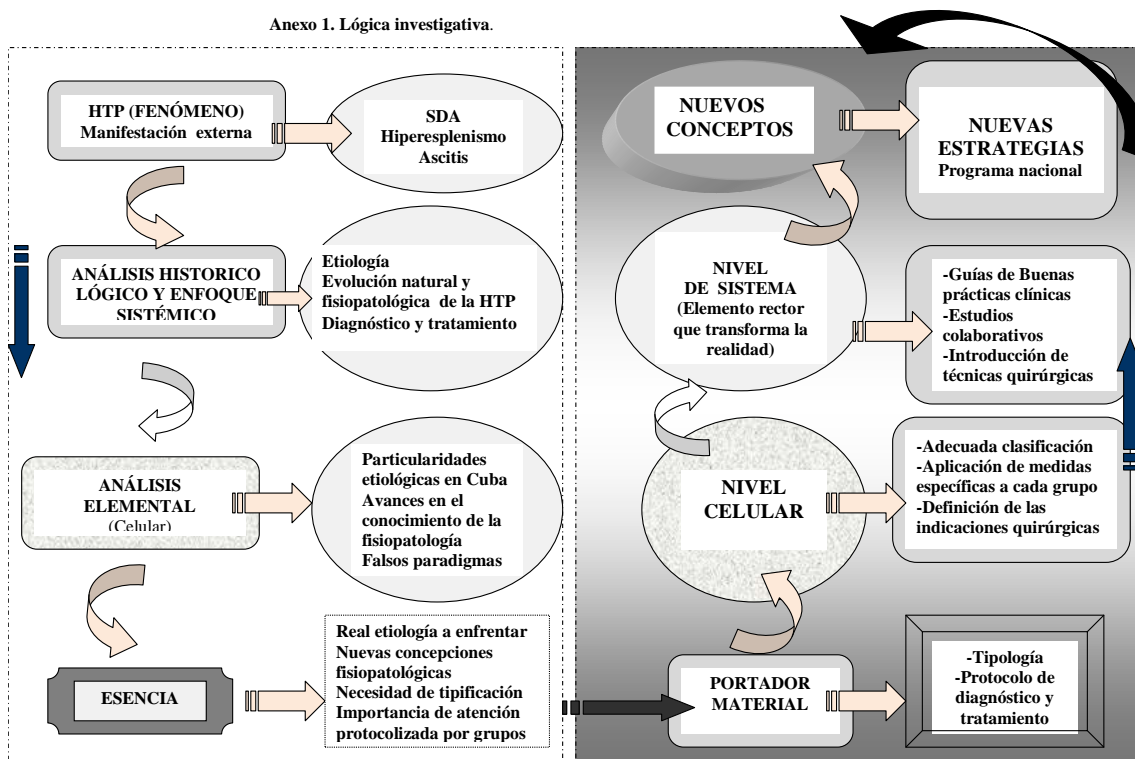 Anexo 1. Lógica investigativa.
HTP (FENÓMENO)
Manifestación externa
SDA
Hiperesplenismo
Ascitis
ANÁLISIS HISTORICO
LÓGICO Y ENFOQUE
SISTÉMICO
Etiología
Evolución natural y
fisiopatológica de la HTP
Diagnóstico y tratamiento
ANÁLISIS
ELEMENTAL
(Celular)
Particularidades
etiológicas en Cuba
Avances en el
conocimiento de la
fisiopatología
Falsos paradigmas
ESENCIA
Real etiología a enfrentar
Nuevas concepciones
fisiopatológicas
Necesidad de tipificación
Importancia de atención
protocolizada por grupos
NUEVOS
CONCEPTOS
NUEVAS
ESTRATEGIAS
Programa nacional
NIVEL
DE SISTEMA
(Elemento rector
que transforma la
realidad)
-Guías de Buenas
prácticas clínicas
-Estudios
colaborativos
-Introducción de
técnicas quirúrgicas
NIVEL
CELULAR
-Adecuada clasificación
-Aplicación de medidas
específicas a cada grupo
-Definición de las
indicaciones quirúrgicas
PORTADOR
MATERIAL
-Tipología
-Protocolo de
diagnóstico y
tratamiento